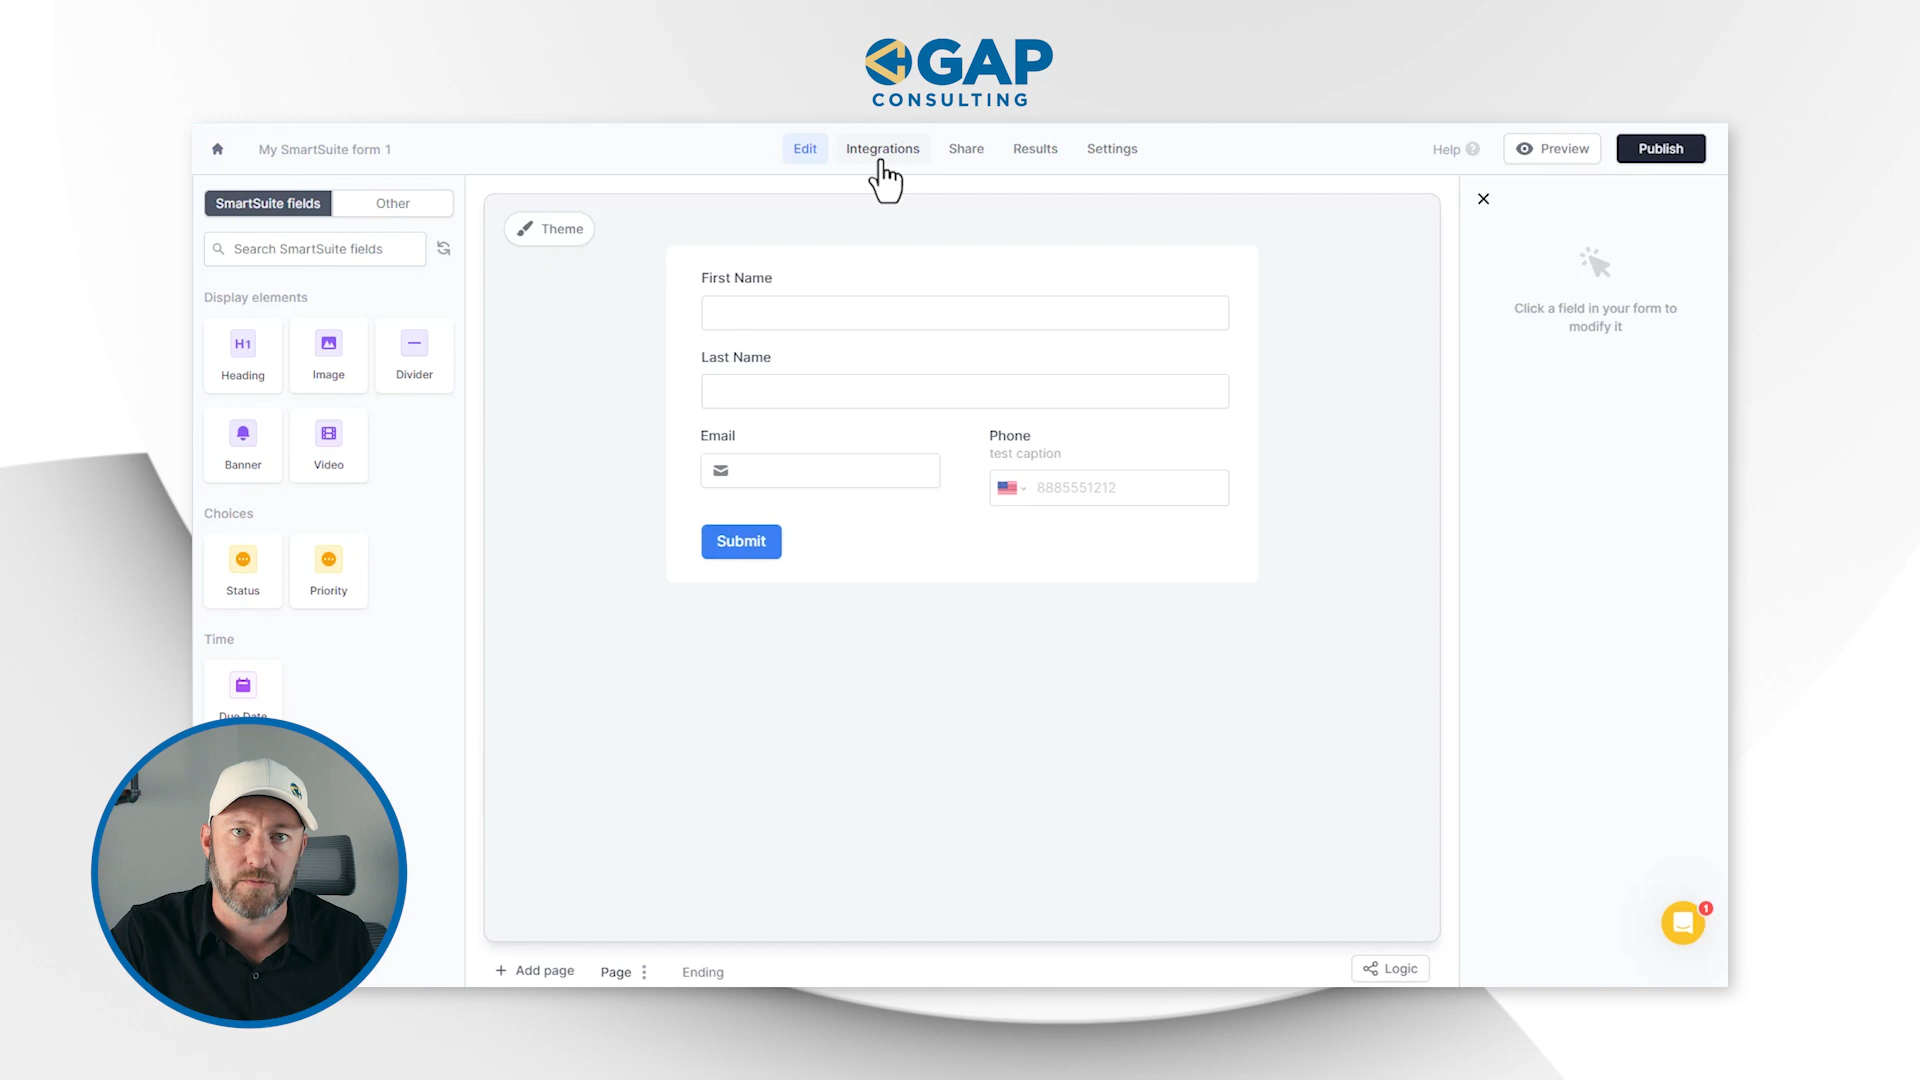 GAP
CONSULTING
My SmartSuite form 1
Edit
Integrations
Share
Results
Settings
Help
Preview
Publish
SmartSuite fields
Other
Search SmartSuite fields
Theme
Click a field in your form to
modify it
Display elements
H1
Heading
Image
Divider
Banner
Video
Choices
Status
Priority
Time
Due Date
First Name
Last Name
Email
Phone
test caption
8885551212
Submit
1
Add page
Page
Ending
Logic